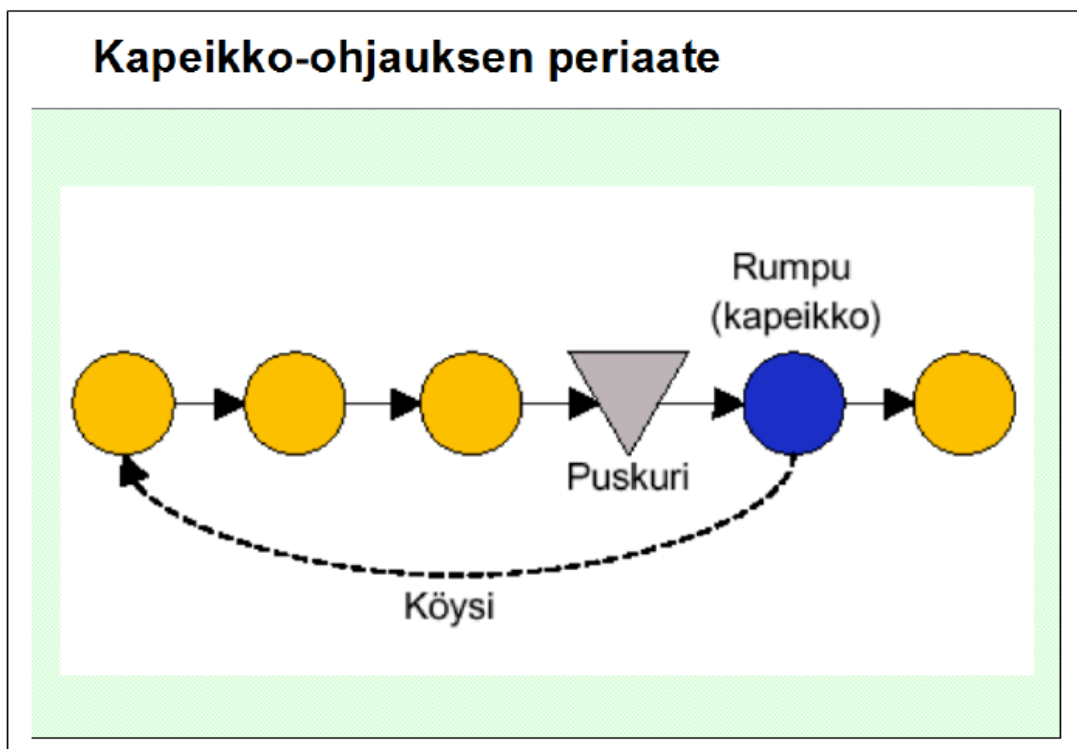 Kapeikko-ohjauksen periaate
Rumpu
(kapeikko)
Puskuri
Köysi